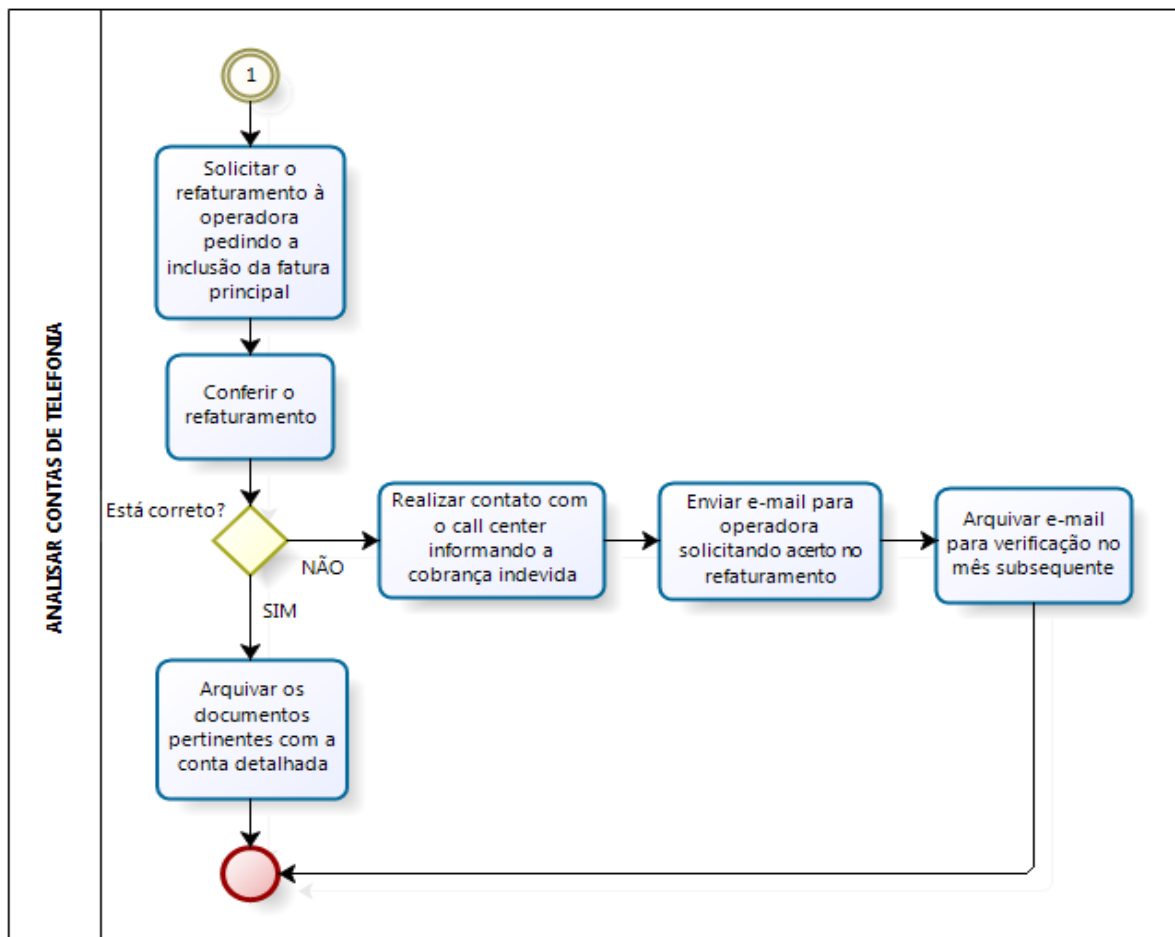 ANALISAR CONTAS DE TELEFONIA
1
Solicitar o
refaturamento à
operadora
pedindo a
inclusão da fatura
principal
Conferir o
refaturamento
Está correto?
NÃO
Realizar contato com
o call center
informando a
cobrança indevida
Enviar e-mail para
operadora
solicitando acerto no
refaturamento
Arquivar e-mail
para verificação no
mês subsequente
SIM
Arquivar os
documentos
pertinentes com a
conta detalhada